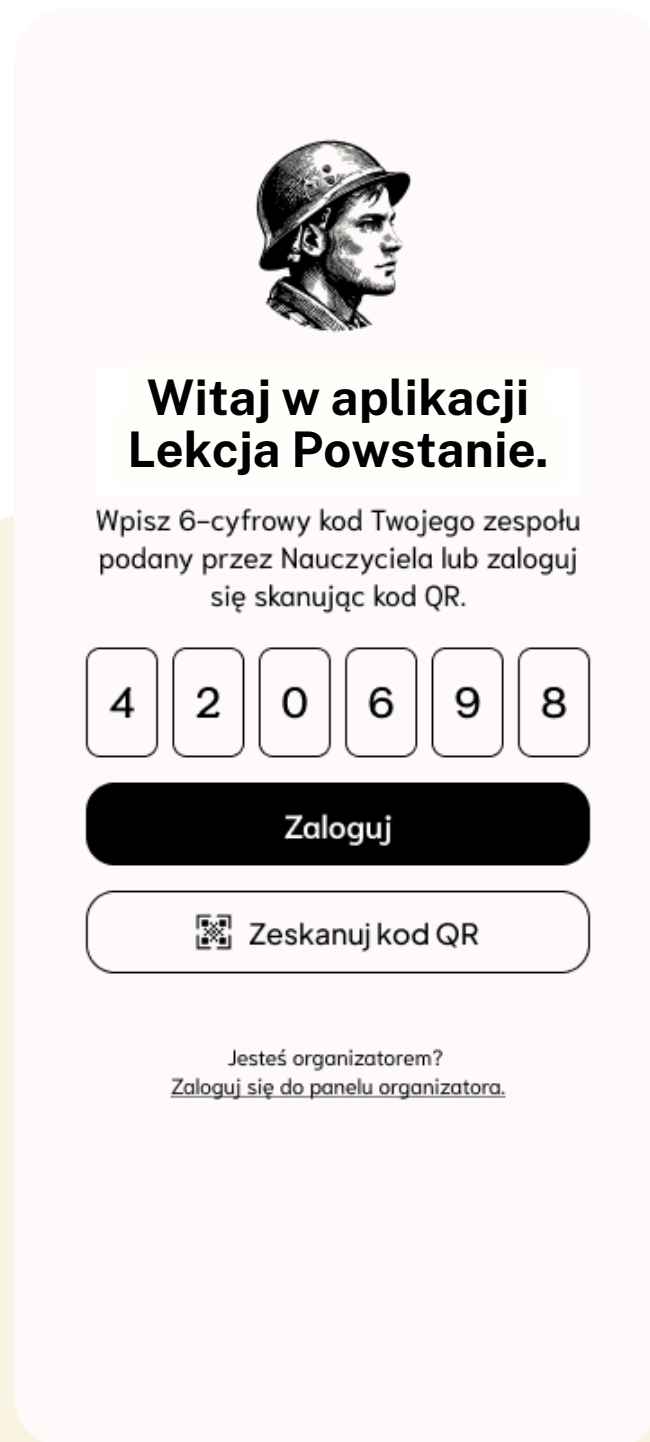 Witaj w aplikacji
Lekcja Powstanie.
Wpisz 6-cyfrowy kod Twojego zespołu
podany przez Nauczyciela lub zaloguj
się skanując kod QR.
4 2 0 6 9 8
Zaloguj
Zeskanuj kod QR
Jesteś organizatorem?
Zaloguj się do panelu organizatora.